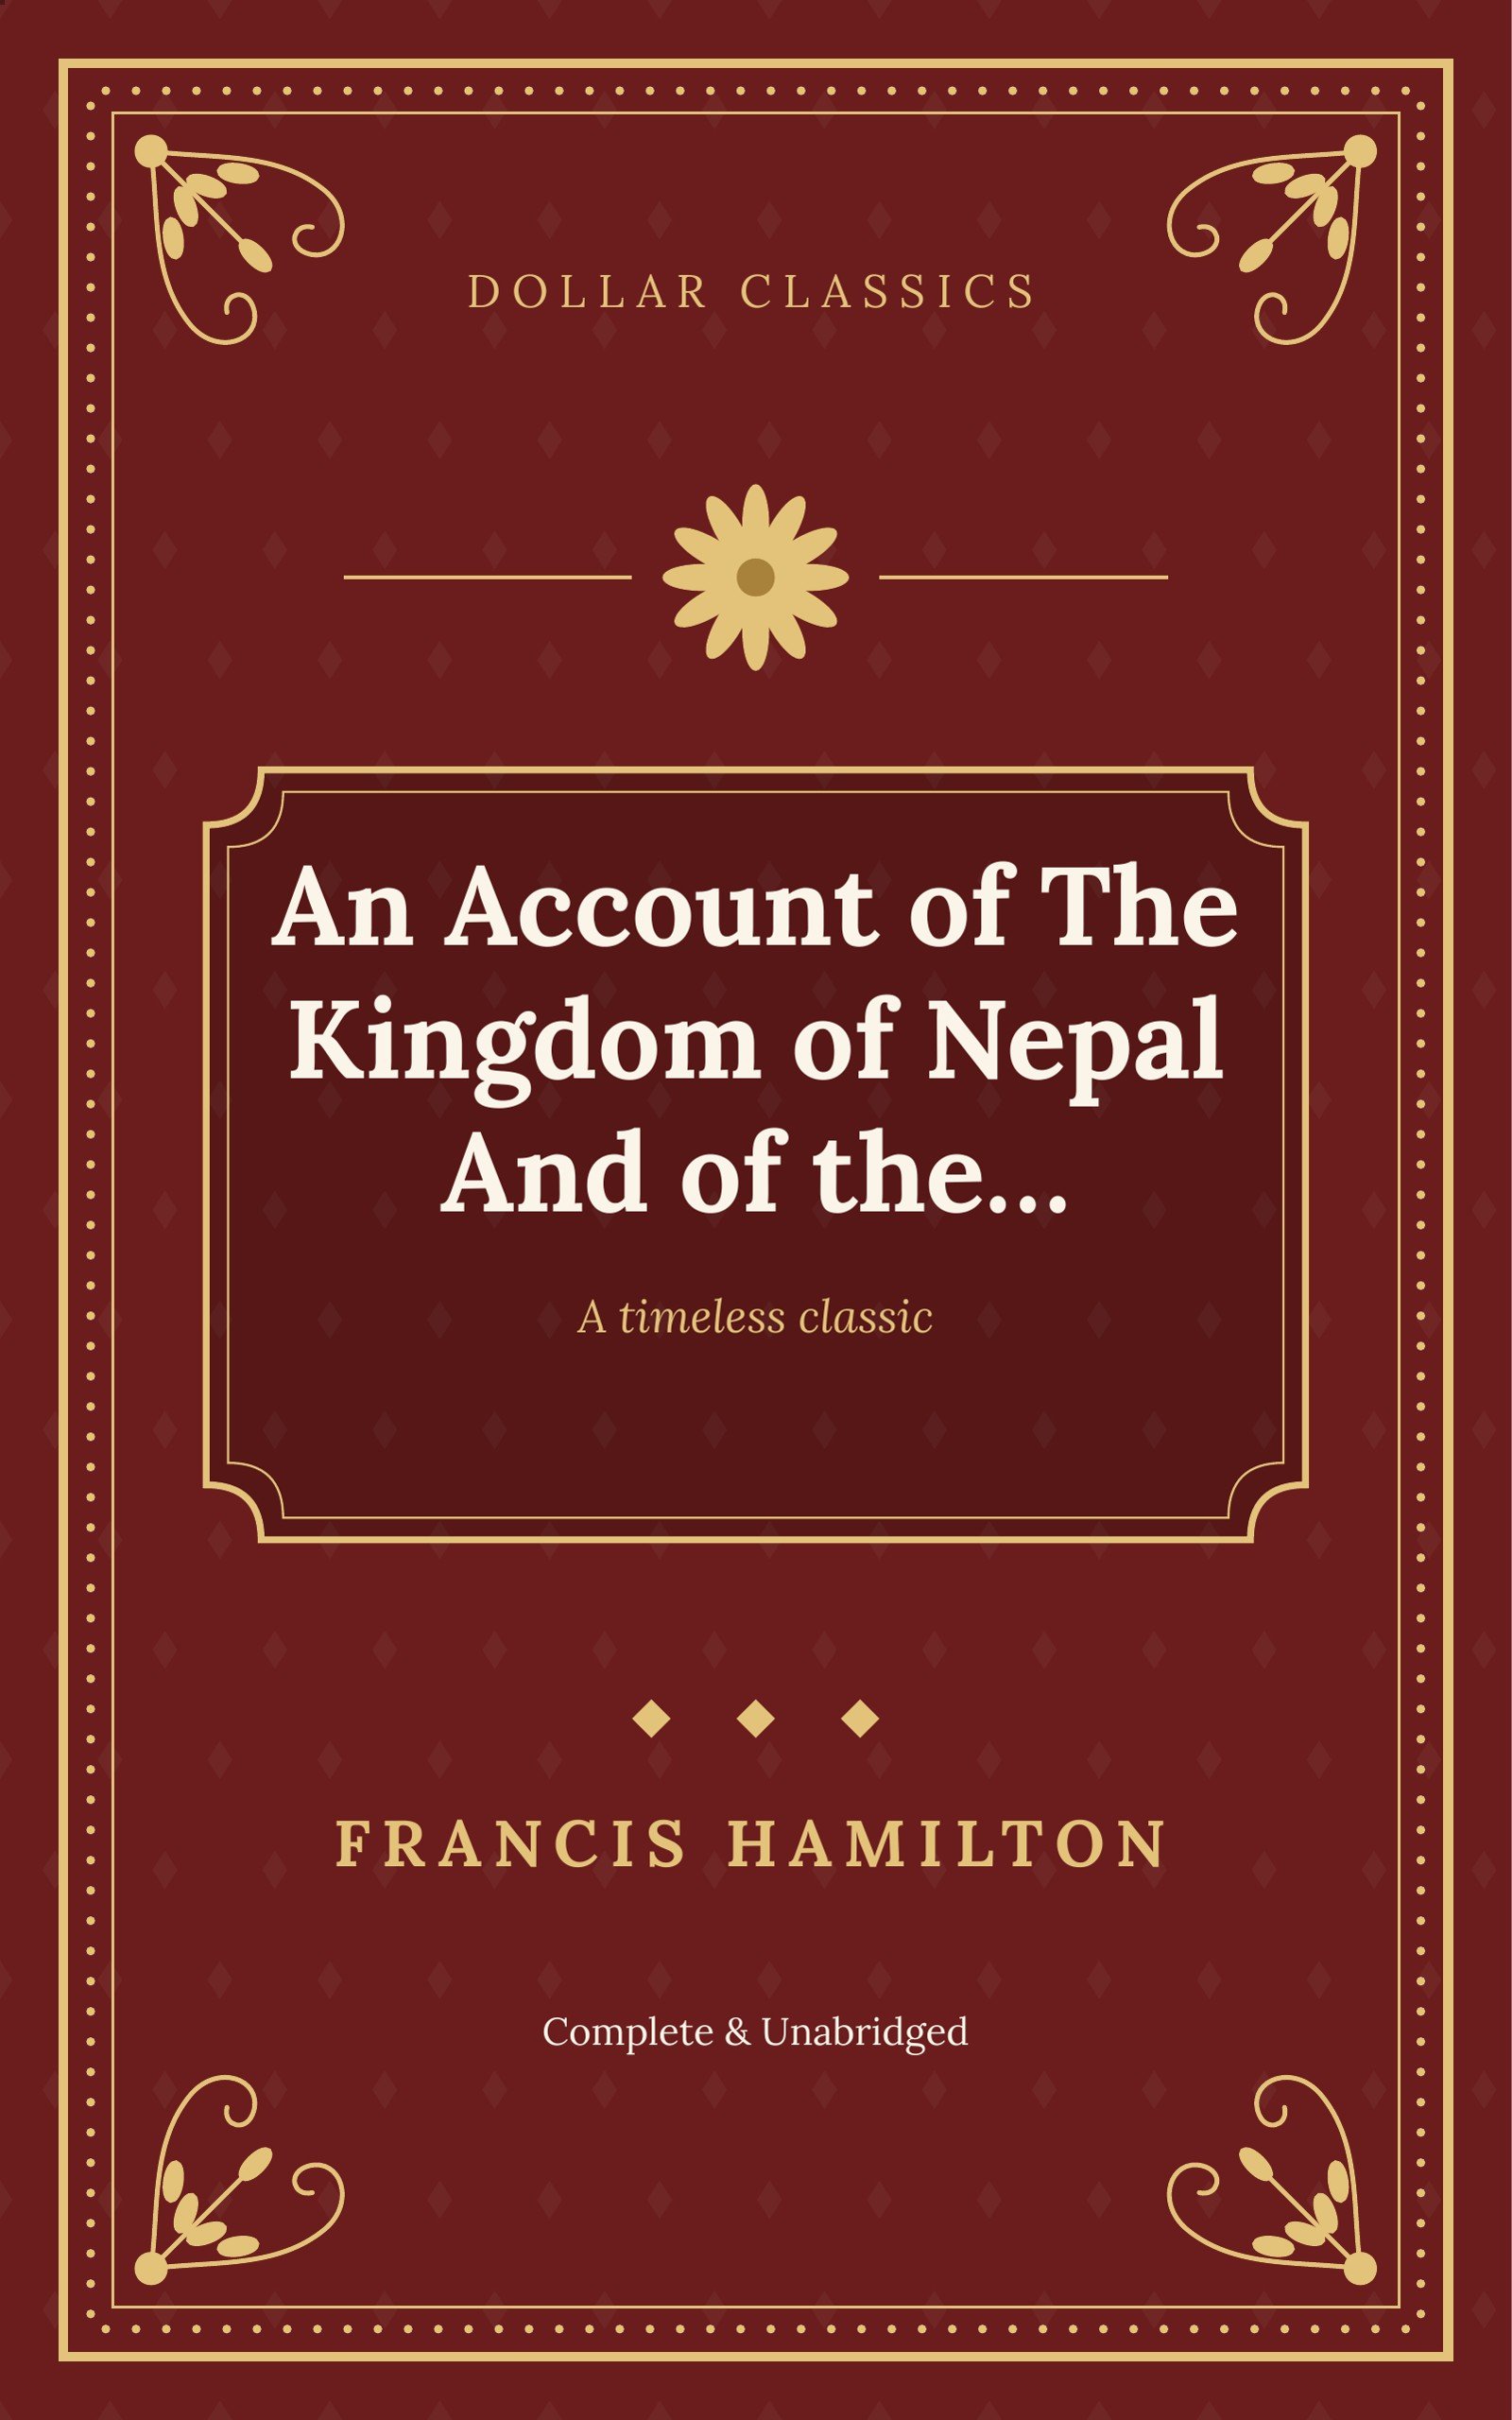 DOLLAR CLASSICS
An Account of The
Kingdom of Nepal
And of the...
A timeless classic
FRANCIS HAMILTON
Complete & Unabridged